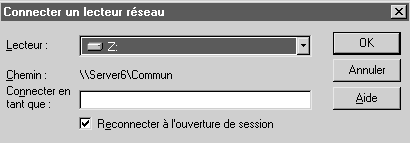 Connecter un lecteur réseau
Lecteur : Z: OK
Annuler
Chemin : \\Server6\Commun
Connecter en
tant que : Aide
Reconnecter à l'ouverture de session